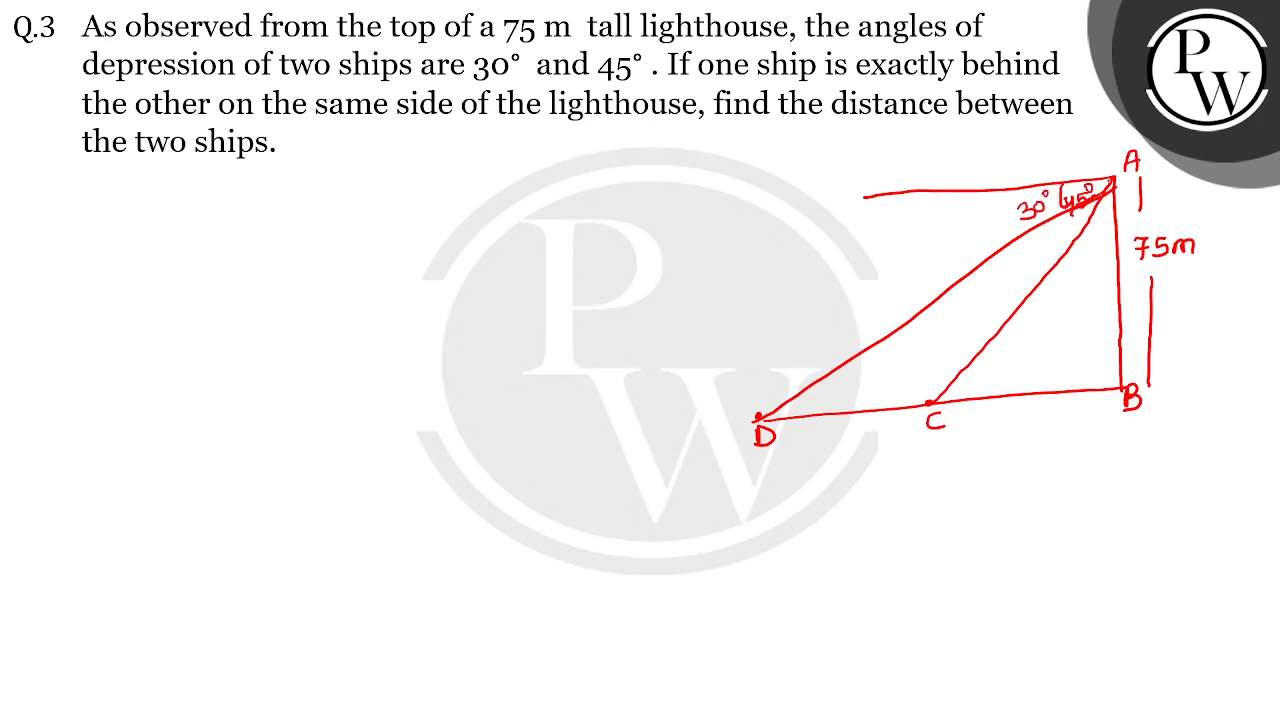 Q.3 As observed from the top of a 75 m tall lighthouse, the angles of
depression of two ships are 30° and 45° . If one ship is exactly behind
the other on the same side of the lighthouse, find the distance between
the two ships.
P
W
A
30° 45°
75m
P
W
B
C
D